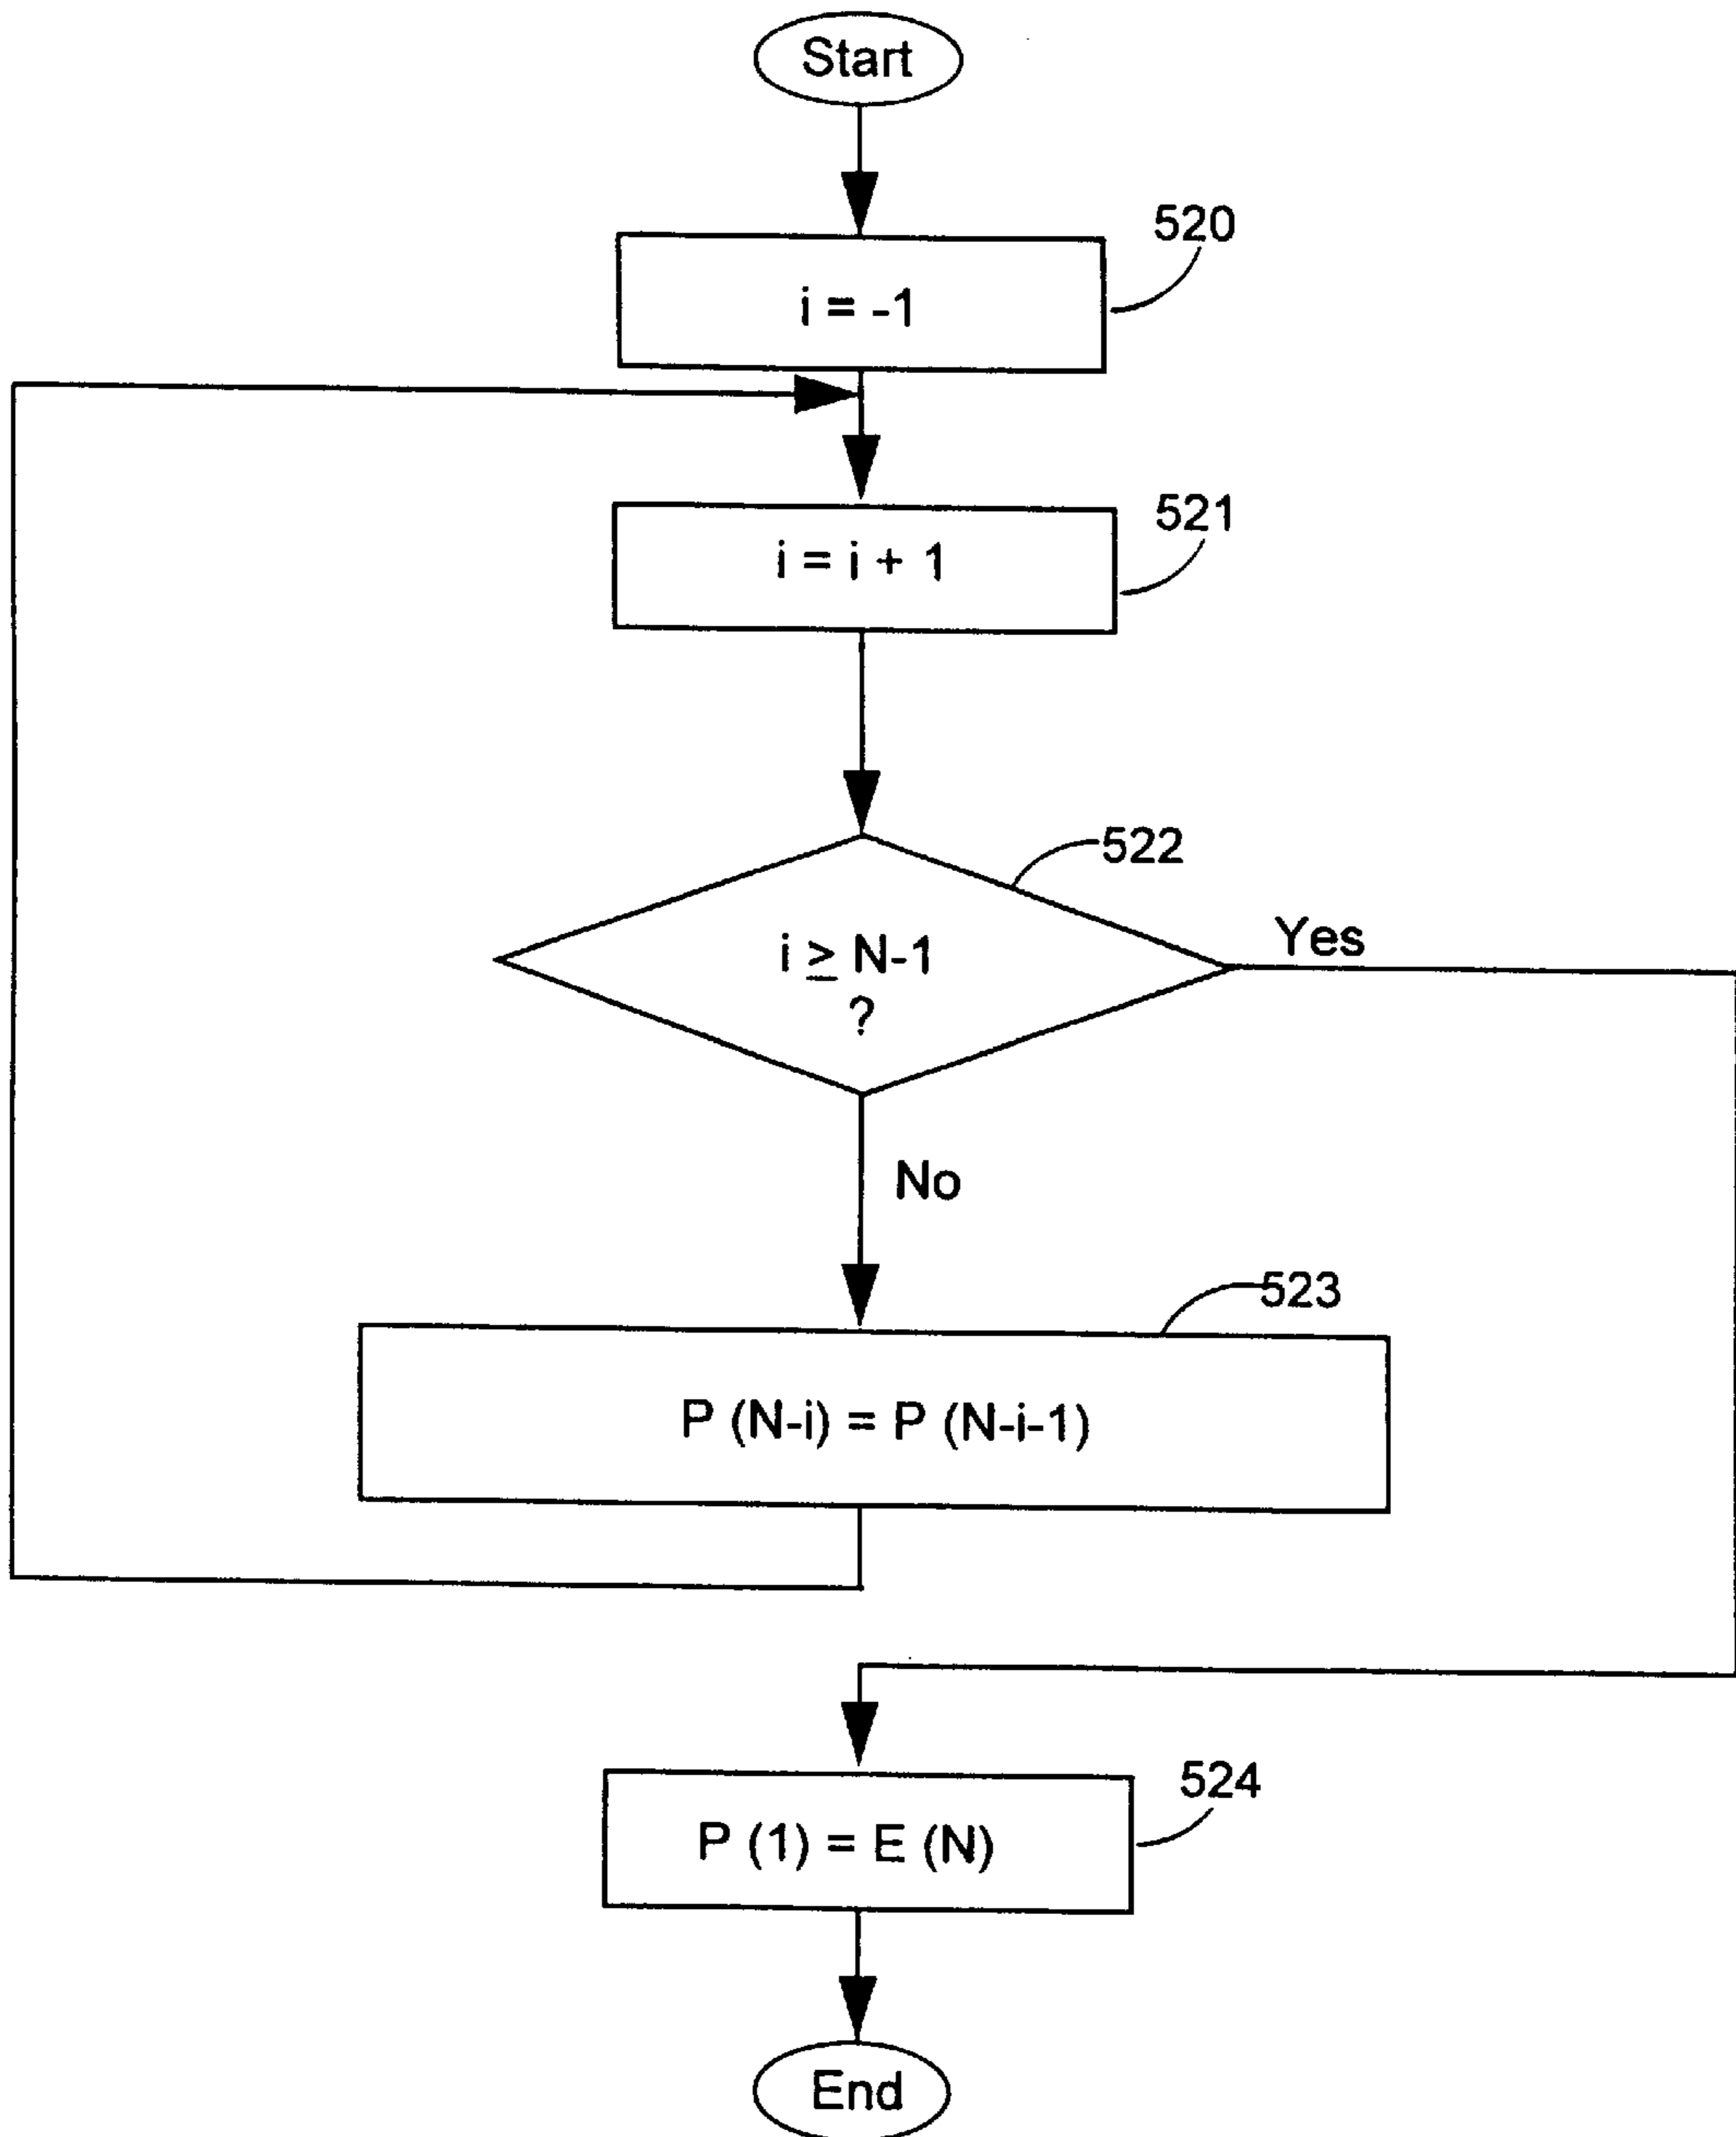 Start
520
i = -1
521
i = i + 1
522
i ≥ N-1
?
Yes
No
523
P (N-i) = P (N-i-1)
524
P (1) = E (N)
End